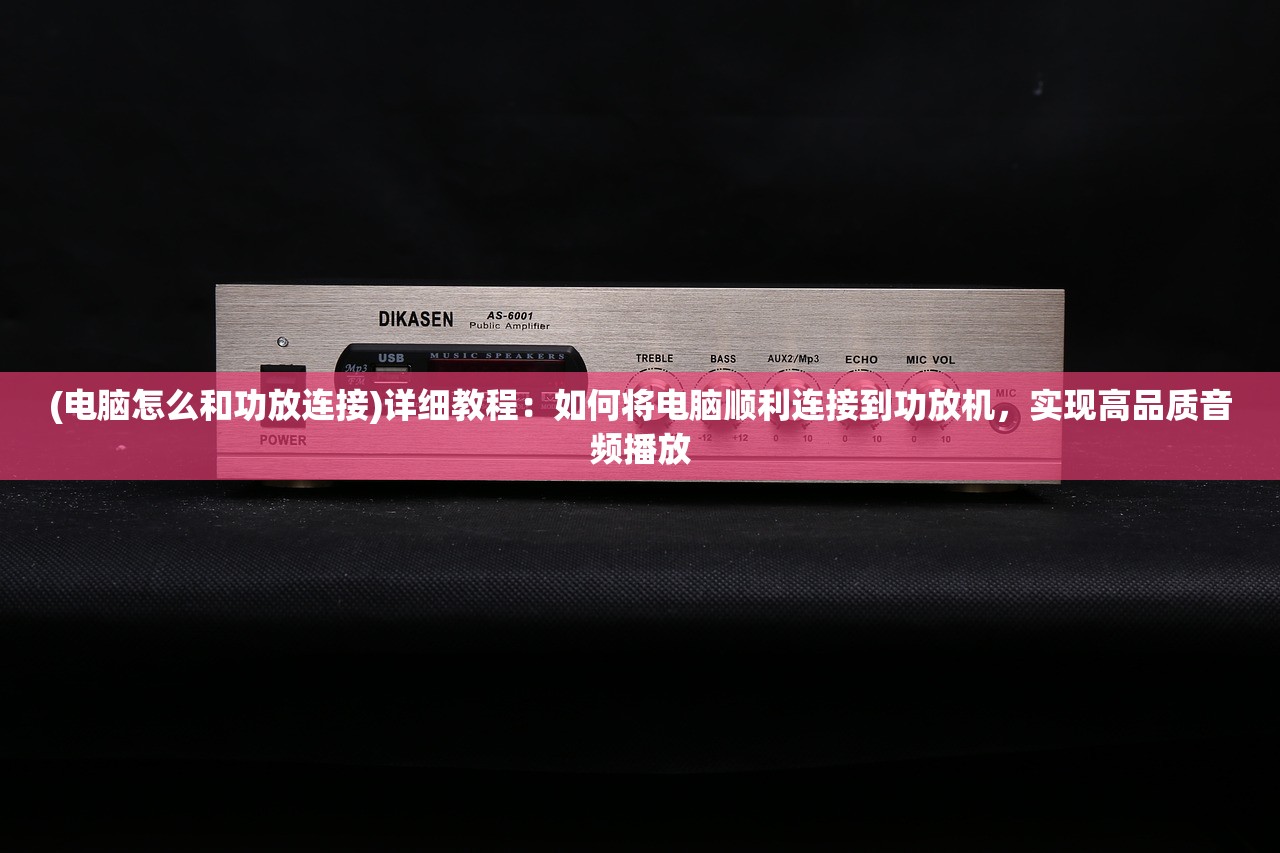 DIKASEN AS-6001
Public Amplifier
USB MUSIC SPEAKERS
Mp3
TREBLE BASS AUX2/Mp3 ECHO MIC VOL
MIC
(电脑怎么和功放连接)详细教程：如何将电脑顺利连接到功放机，实现高品质音
频播放
-12 +12 0 10 0 10 0 10
POWER